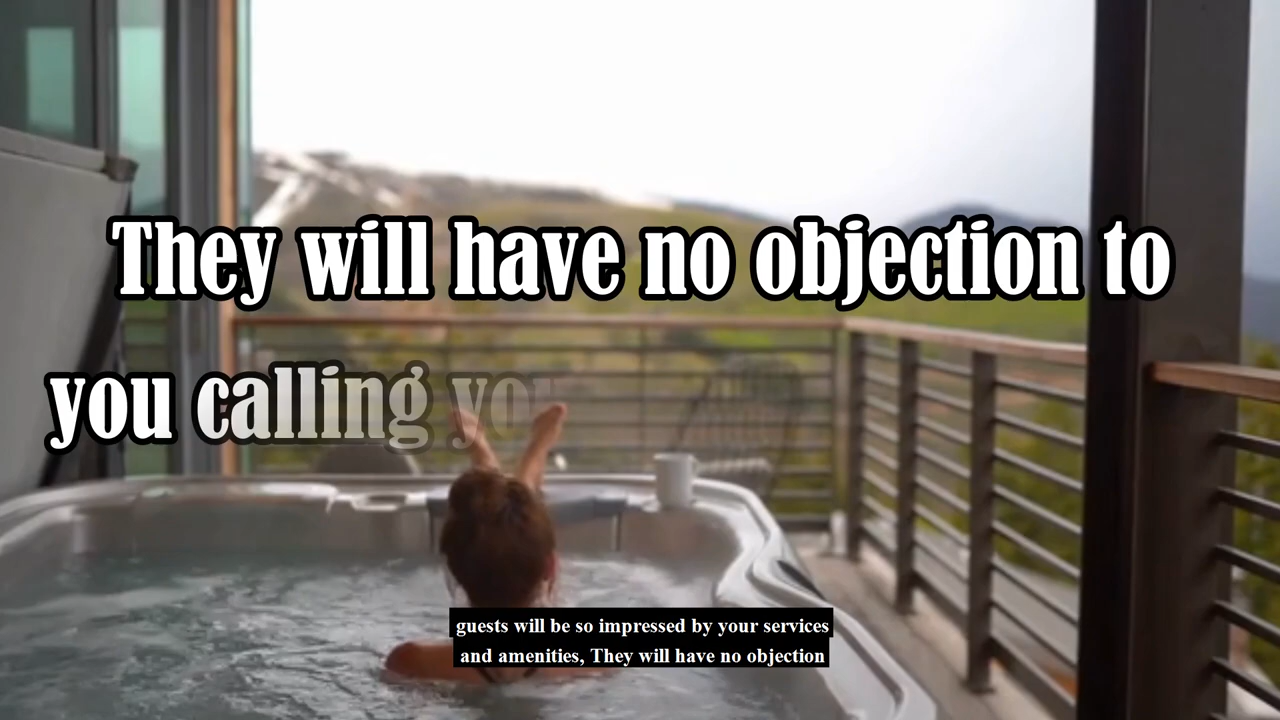 They will have no objection to
you calling yo
guests will be so impressed by your services
and amenities, They will have no objection